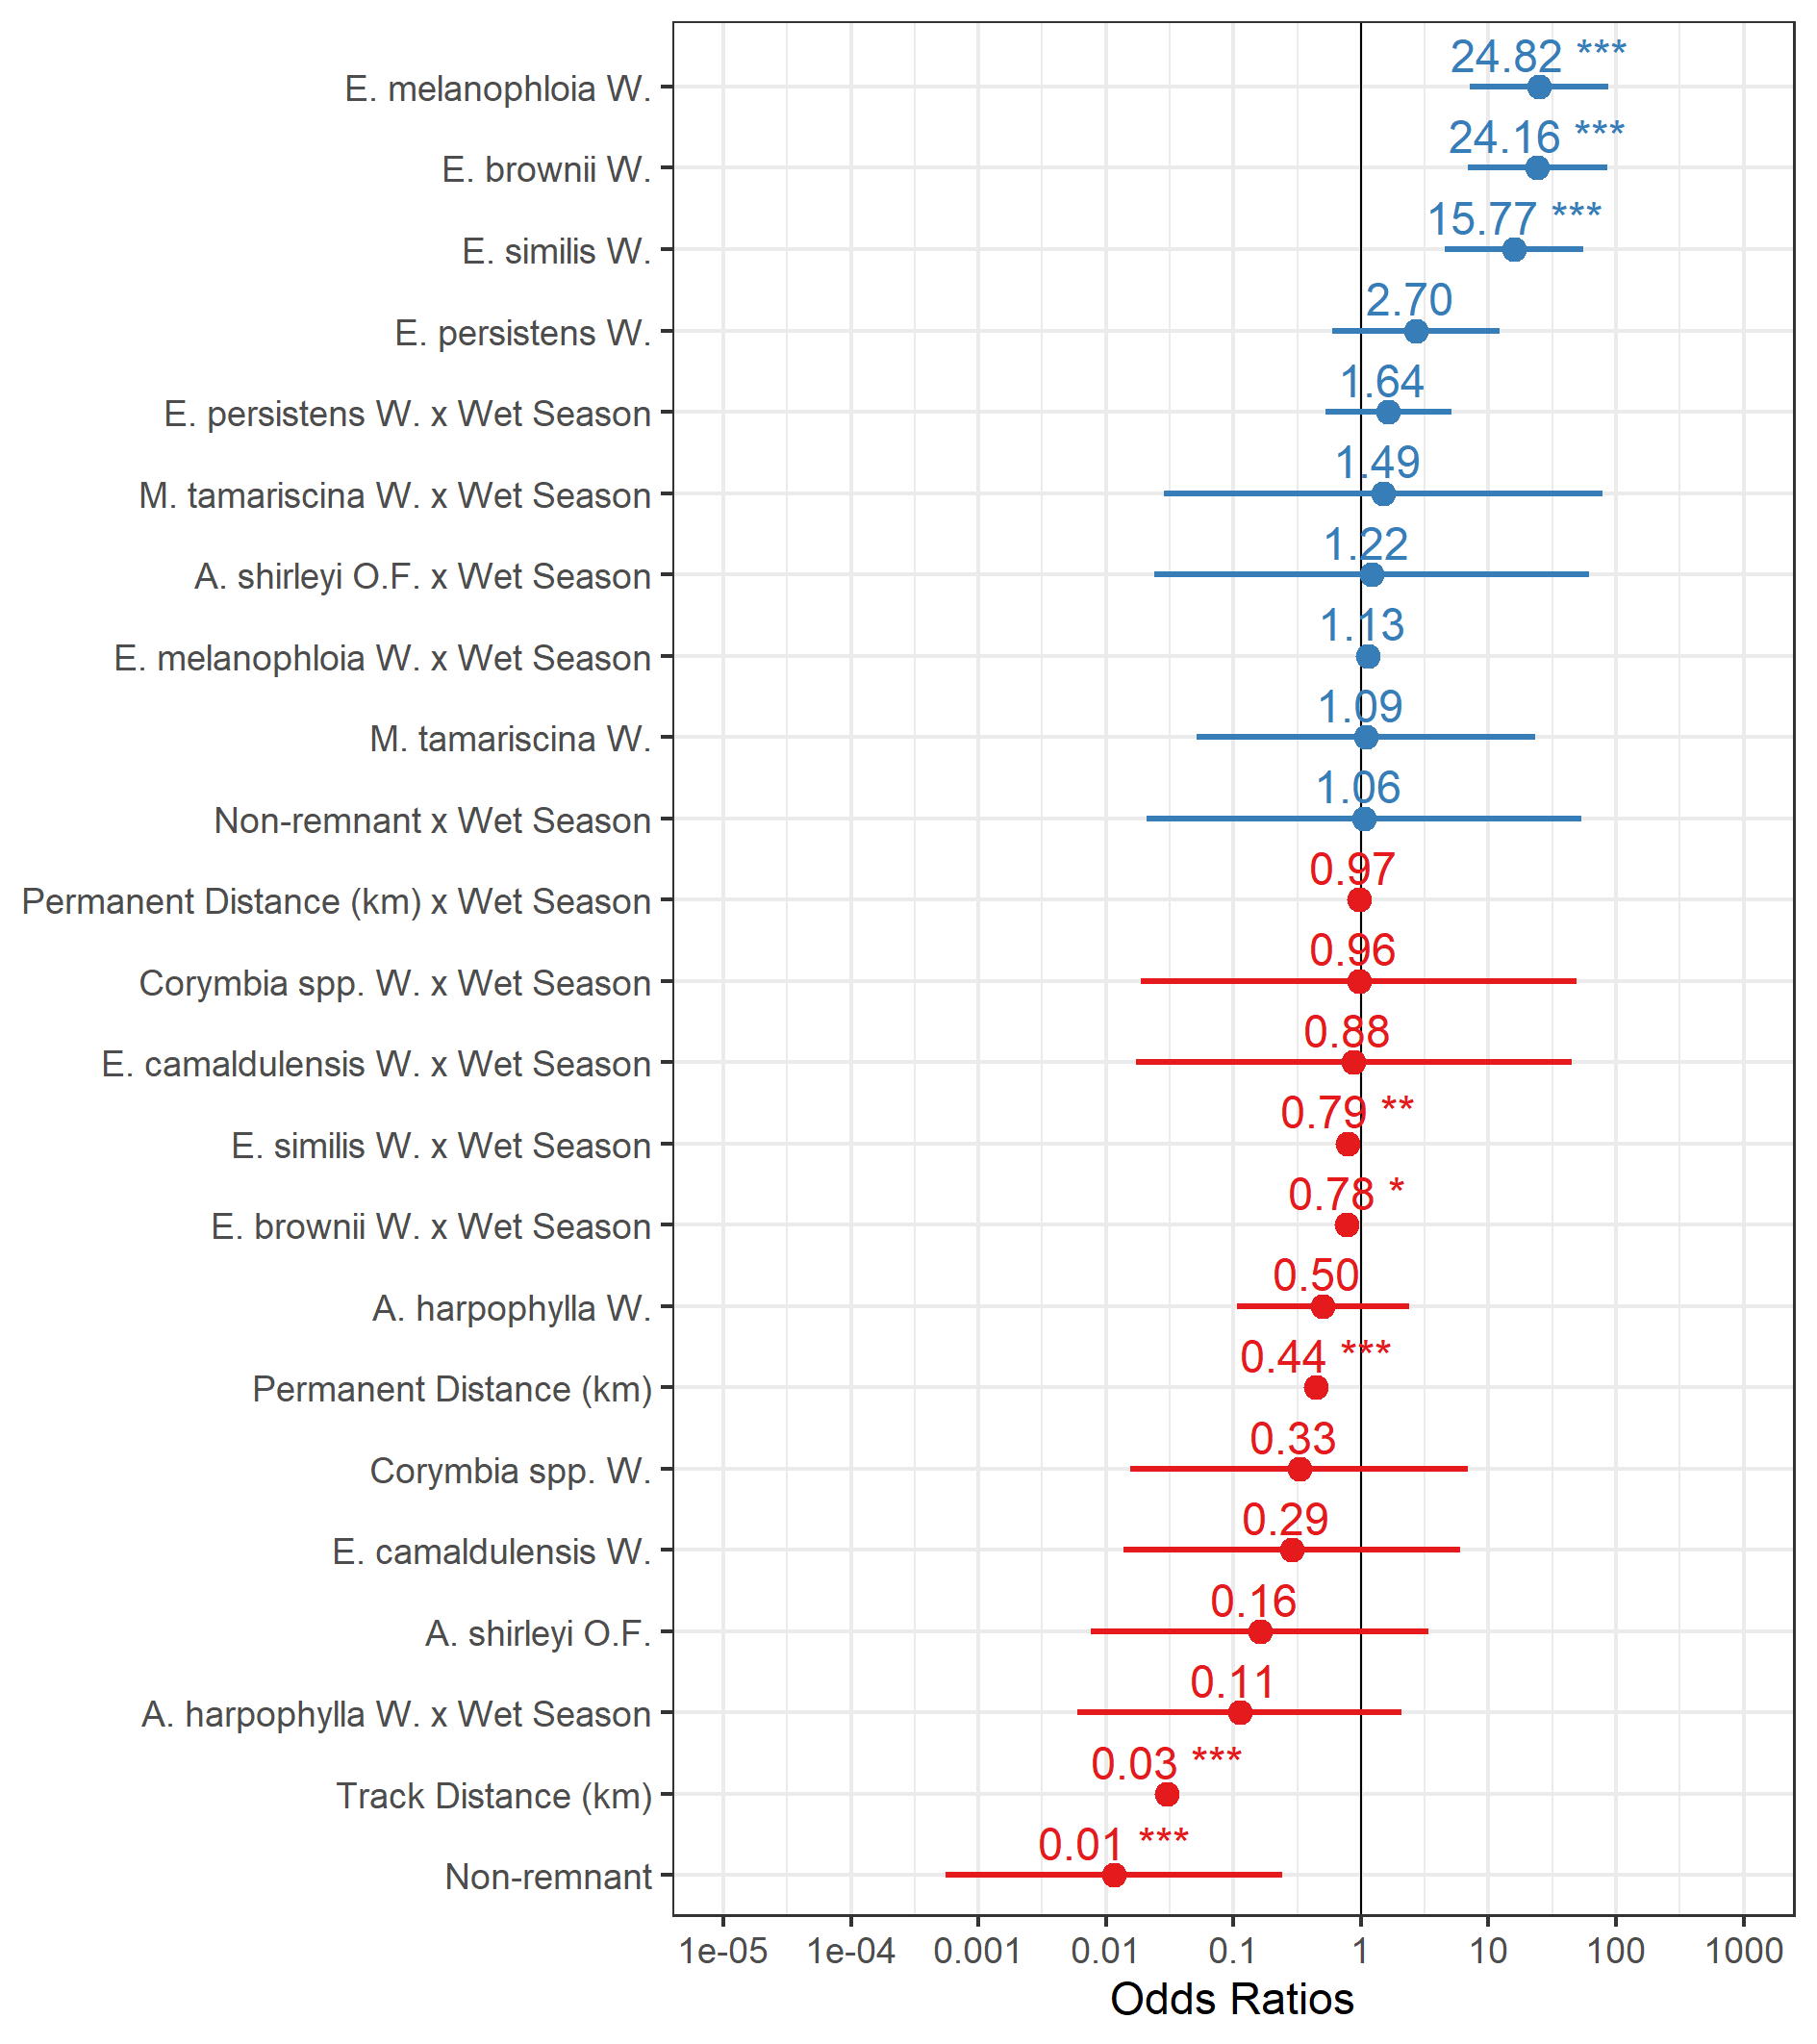 24.82 ***
E. melanophloia W.
24.16 ***
E. brownii W.
15.77 ***
E. similis W.
2.70
E. persistens W.
1.64
E. persistens W. x Wet Season
1.49
M. tamariscina W. x Wet Season
1.22
A. shirleyi O.F. x Wet Season
1.13
E. melanophloia W. x Wet Season
1.09
M. tamariscina W.
1.06
Non-remnant x Wet Season
0.97
Permanent Distance (km) x Wet Season
0.96
Corymbia spp. W. x Wet Season
0.88
E. camaldulensis W. x Wet Season
0.79 **
E. similis W. x Wet Season
0.78 *
E. brownii W. x Wet Season
0.50
A. harpophylla W.
0.44 ***
Permanent Distance (km)
0.33
Corymbia spp. W.
0.29
E. camaldulensis W.
0.16
A. shirleyi O.F.
0.11
A. harpophylla W. x Wet Season
0.03 ***
Track Distance (km)
0.01 ***
Non-remnant
1e-05 1e-04 0.001 0.01 0.1 1 10 100 1000
Odds Ratios